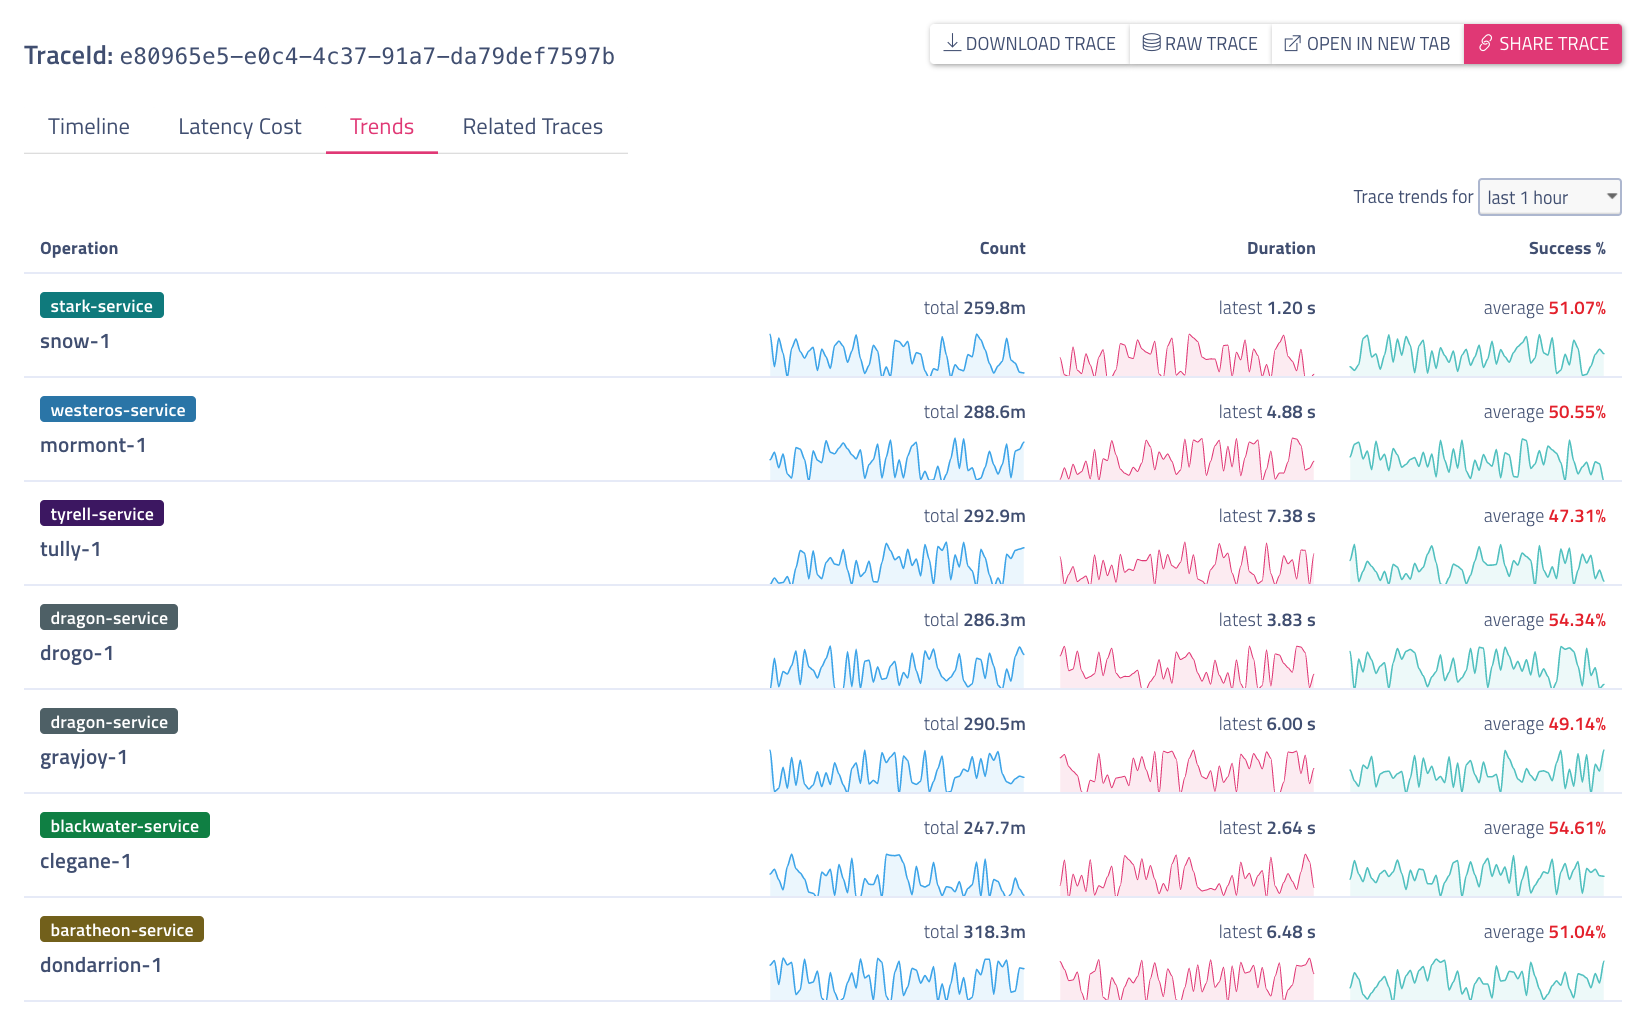 TraceId: e80965e5-e0c4-4c37-91a7-da79def7597b
DOWNLOAD TRACE RAW TRACE OPEN IN NEW TAB SHARE TRACE
Timeline Latency Cost Trends Related Traces
Trace trends for last 1 hour
Operation Count Duration Success %
stark-service total 259.8m latest 1.20 s average 51.07%
snow-1
westeros-service total 288.6m latest 4.88 s average 50.55%
mormont-1
tyrell-service total 292.9m latest 7.38 s average 47.31%
tully-1
dragon-service total 286.3m latest 3.83 s average 54.34%
drogo-1
dragon-service total 290.5m latest 6.00 s average 49.14%
grayjoy-1
blackwater-service total 247.7m latest 2.64 s average 54.61%
clegane-1
baratheon-service total 318.3m latest 6.48 s average 51.04%
dondarrion-1